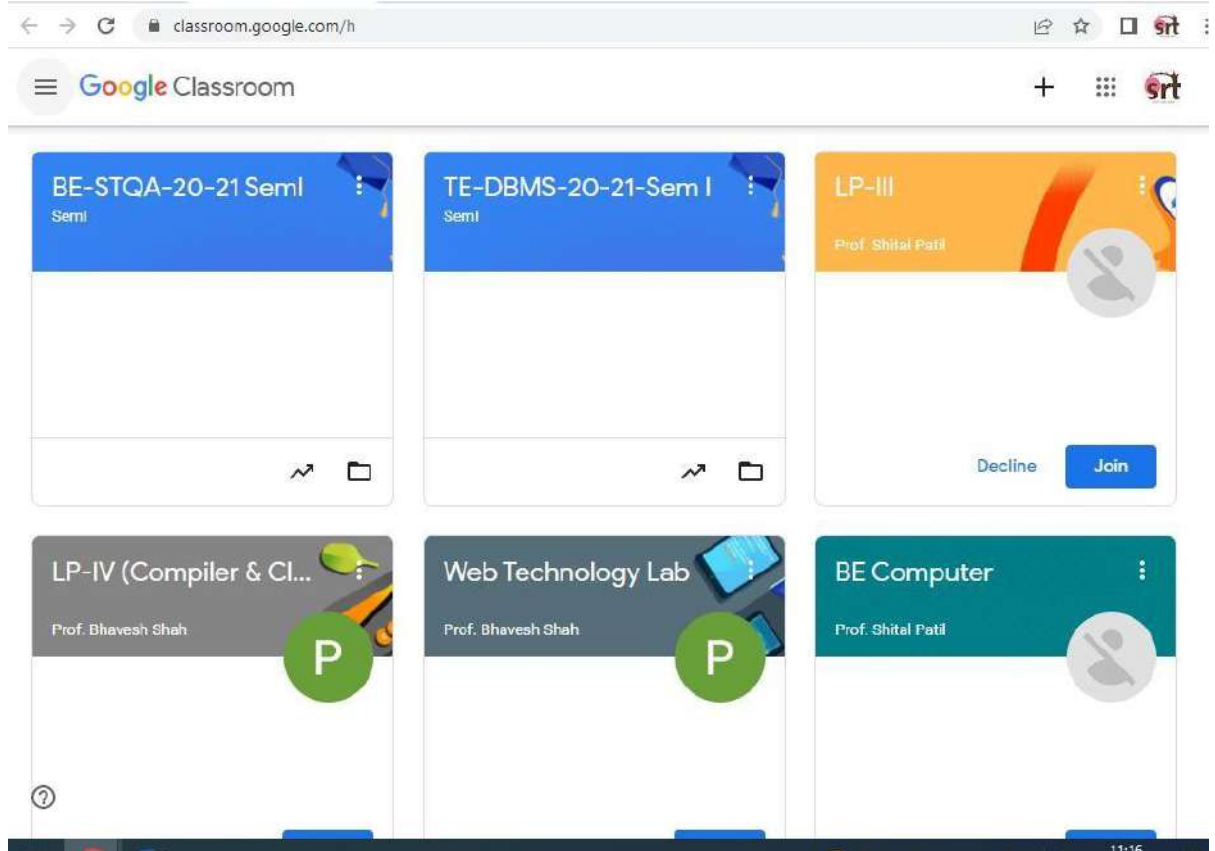 classroom.google.com/h
srt
Google Classroom
srt
BE-STQA-20-21 SemI
SemI
TE-DBMS-20-21-Sem I
SemI
LP-III
Prof. Shital Patil
Decline
Join
LP-IV (Compiler & Cl...
Prof. Bhavesh Shah
P
Web Technology Lab
Prof. Bhavesh Shah
P
BE Computer
Prof. Shital Patil
11:16